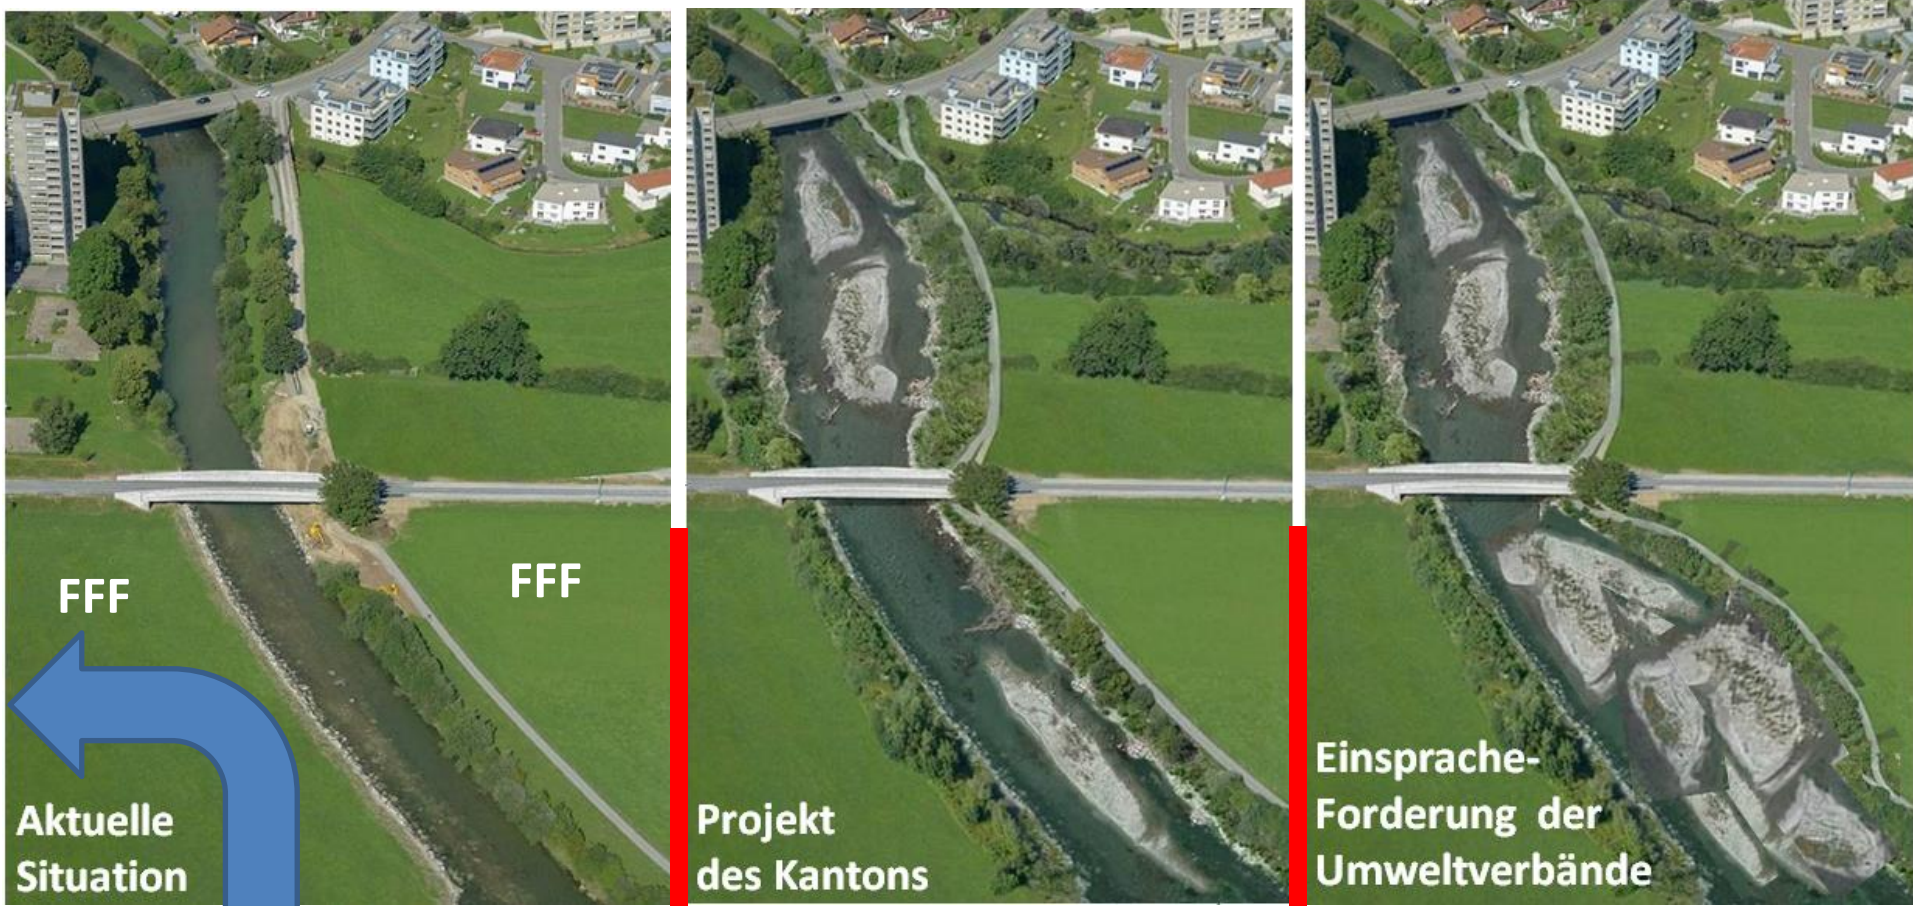 FFF
FFF
Aktuelle
Situation
Projekt
des Kantons
Einsprache-
Forderung der
Umweltverbände